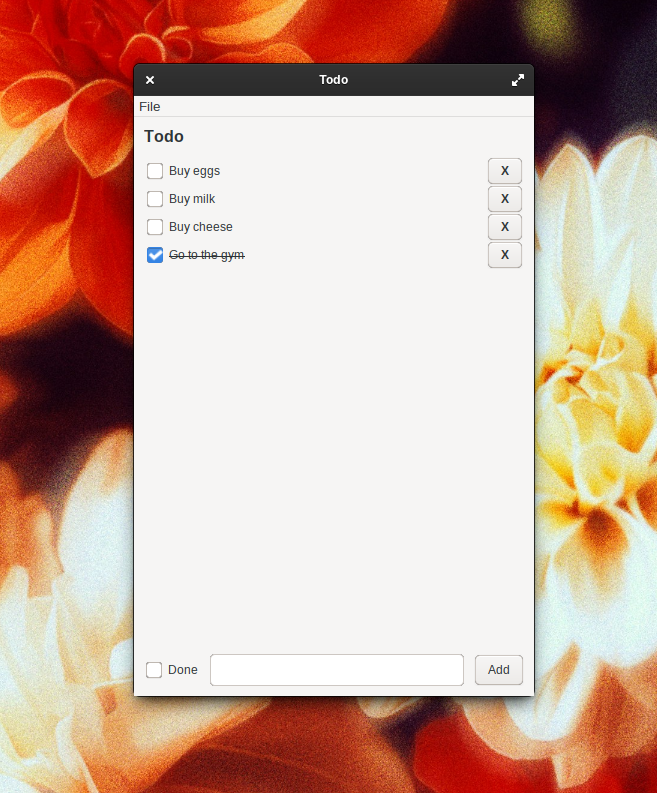 Todo
File
Todo
Buy eggs X
Buy milk X
Buy cheese X
Go to the gym X
Done Add